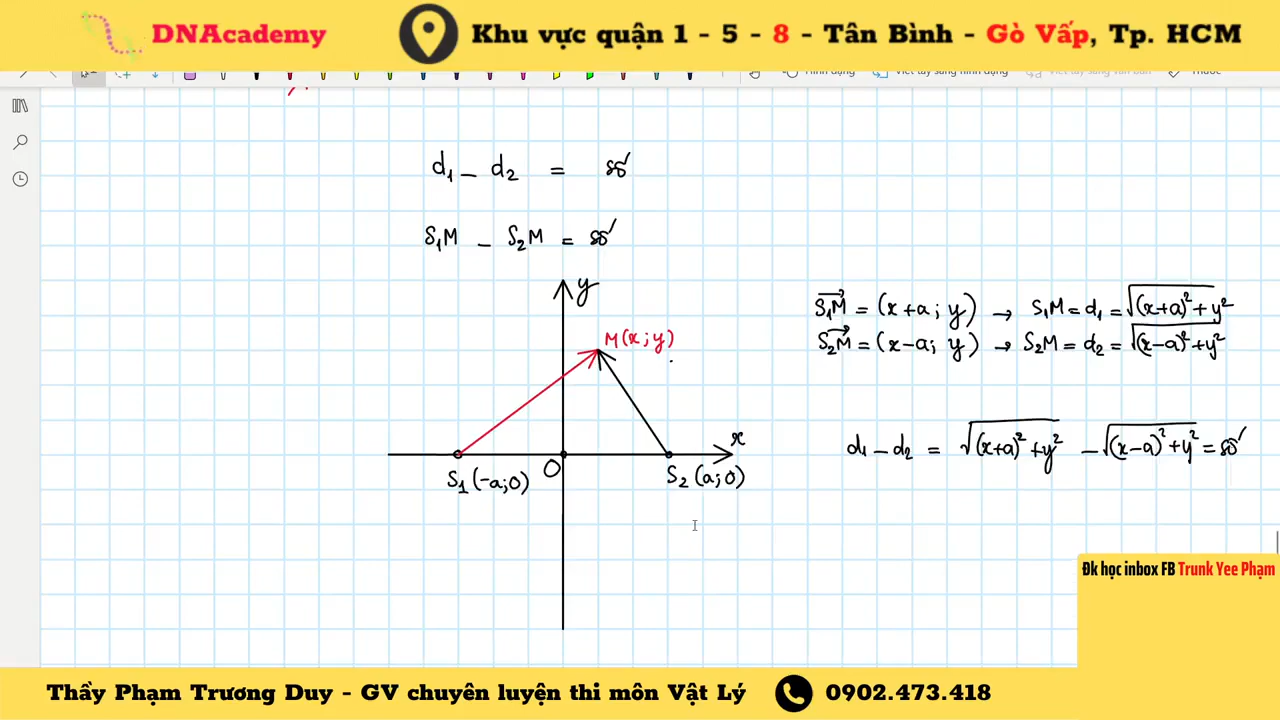 DNAcademy
Khu vực quận 1 - 5 - 8 - Tân Bình - Gò Vấp, Tp. HCM
d₁ - d₂ = số
S₁M - S₂M = số
y
M(x; y)
x
O
S₁(-a;0)
S₂(a;0)
S₁M⃗ = (x+a; y) → S₁M = d₁ = √((x+a)²+y²)
S₂M⃗ = (x-a; y) → S₂M = d₂ = √((x-a)²+y²)
d₁ - d₂ = √((x+a)²+y²) - √((x-a)²+y²) = số
Đk học inbox FB Trunk Yee Phạm
Thầy Phạm Trương Duy - GV chuyên luyện thi môn Vật Lý 0902.473.418